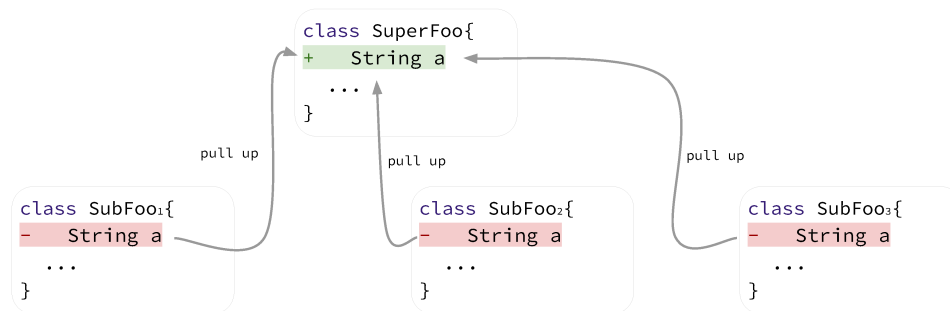 class SuperFoo{
+ String a
...
}
pull up
pull up
pull up
class SubFoo₁{
- String a
...
}
class SubFoo₂{
- String a
...
}
class SubFoo₃{
- String a
...
}